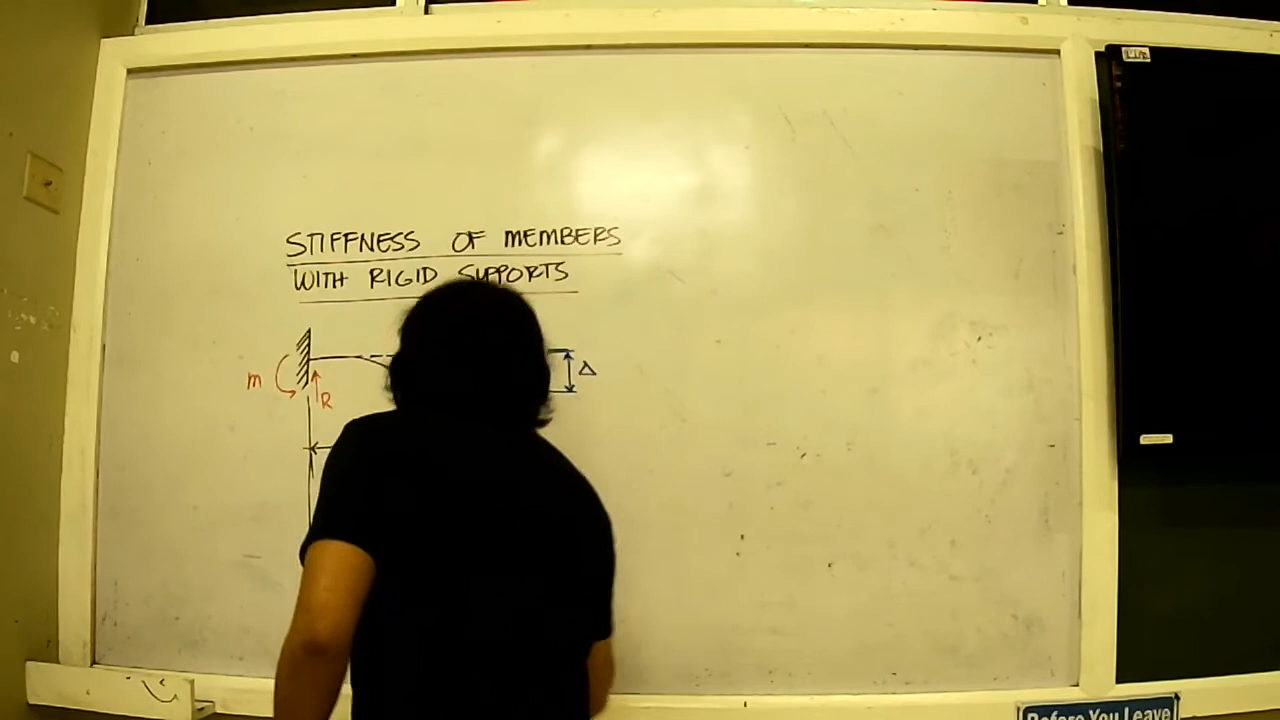 STIFFNESS OF MEMBERS
WITH RIGID SUPPORTS
m
R
Δ
Before You Leave